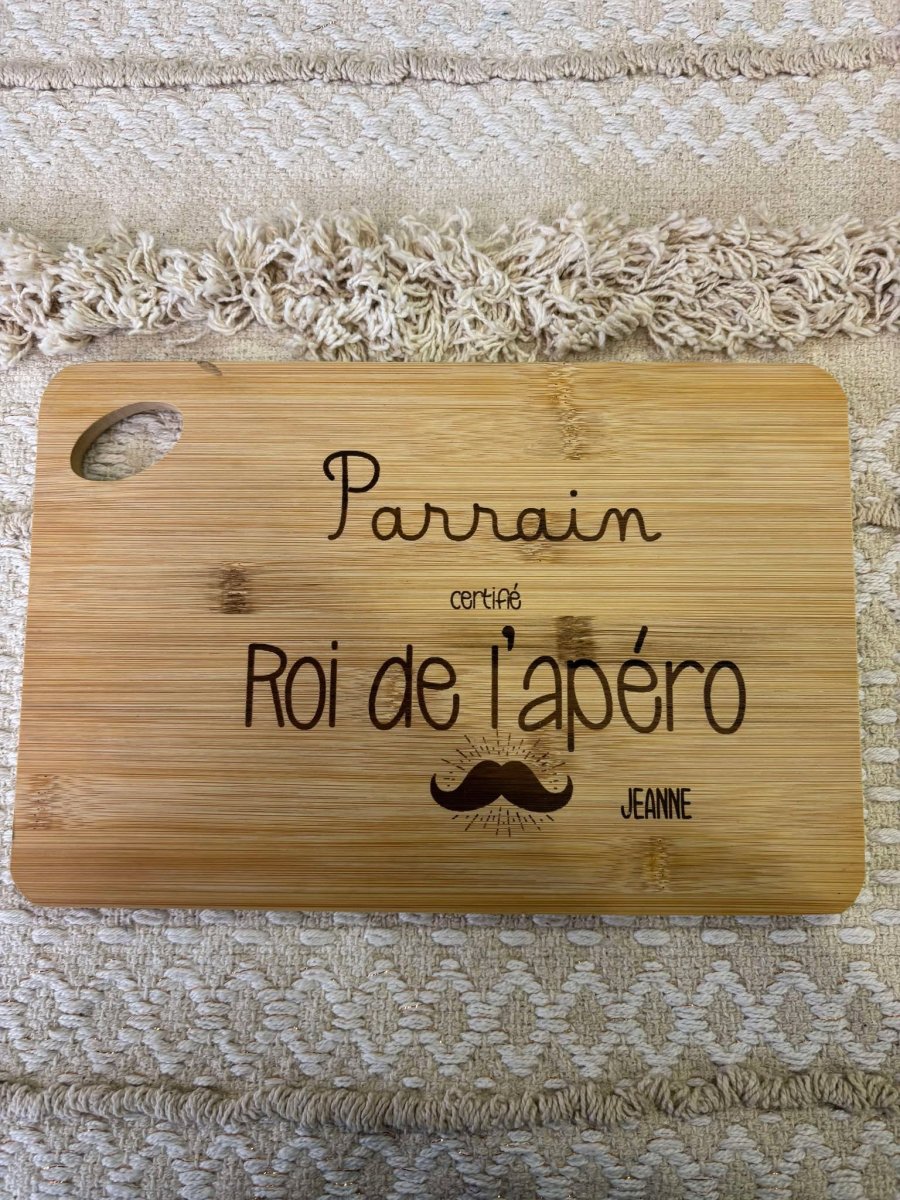 Parrain
certifié
Roi de l'apéro
JEANNE